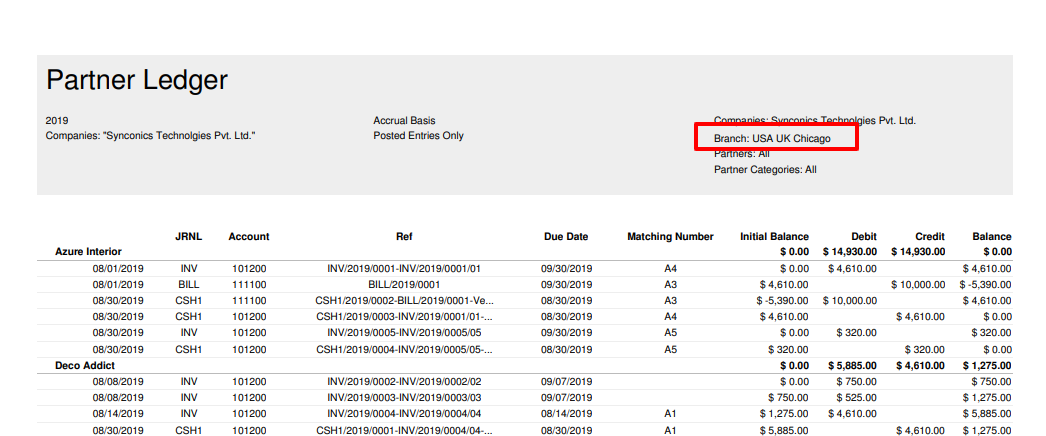 Partner Ledger
2019 Accrual Basis Companies: Synconics Technolgies Pvt. Ltd.
Companies: "Synconics Technolgies Pvt. Ltd." Posted Entries Only Branch: USA UK Chicago
Partners: All
Partner Categories: All
JRNL Account Ref Due Date Matching Number Initial Balance Debit Credit Balance
Azure Interior $ 0.00 $ 14,930.00 $ 14,930.00 $ 0.00
08/01/2019 INV 101200 INV/2019/0001-INV/2019/0001/01 09/30/2019 A4 $ 0.00 $ 4,610.00 $ 4,610.00
08/01/2019 BILL 111100 BILL/2019/0001 09/30/2019 A3 $ 4,610.00 $ 10,000.00 $ -5,390.00
08/30/2019 CSH1 111100 CSH1/2019/0002-BILL/2019/0001-Ve... 08/30/2019 A3 $ -5,390.00 $ 10,000.00 $ 4,610.00
08/30/2019 CSH1 101200 CSH1/2019/0003-INV/2019/0001/01-... 08/30/2019 A4 $ 4,610.00 $ 4,610.00 $ 0.00
08/30/2019 INV 101200 INV/2019/0005-INV/2019/0005/05 09/30/2019 A5 $ 0.00 $ 320.00 $ 320.00
08/30/2019 CSH1 101200 CSH1/2019/0004-INV/2019/0005/05-... 08/30/2019 A5 $ 320.00 $ 320.00 $ 0.00
Deco Addict $ 0.00 $ 5,885.00 $ 4,610.00 $ 1,275.00
08/08/2019 INV 101200 INV/2019/0002-INV/2019/0002/02 09/07/2019 $ 0.00 $ 750.00 $ 750.00
08/08/2019 INV 101200 INV/2019/0003-INV/2019/0003/03 09/07/2019 $ 750.00 $ 525.00 $ 1,275.00
08/14/2019 INV 101200 INV/2019/0004-INV/2019/0004/04 08/14/2019 A1 $ 1,275.00 $ 4,610.00 $ 5,885.00
08/30/2019 CSH1 101200 CSH1/2019/0001-INV/2019/0004/04-... 08/30/2019 A1 $ 5,885.00 $ 4,610.00 $ 1,275.00